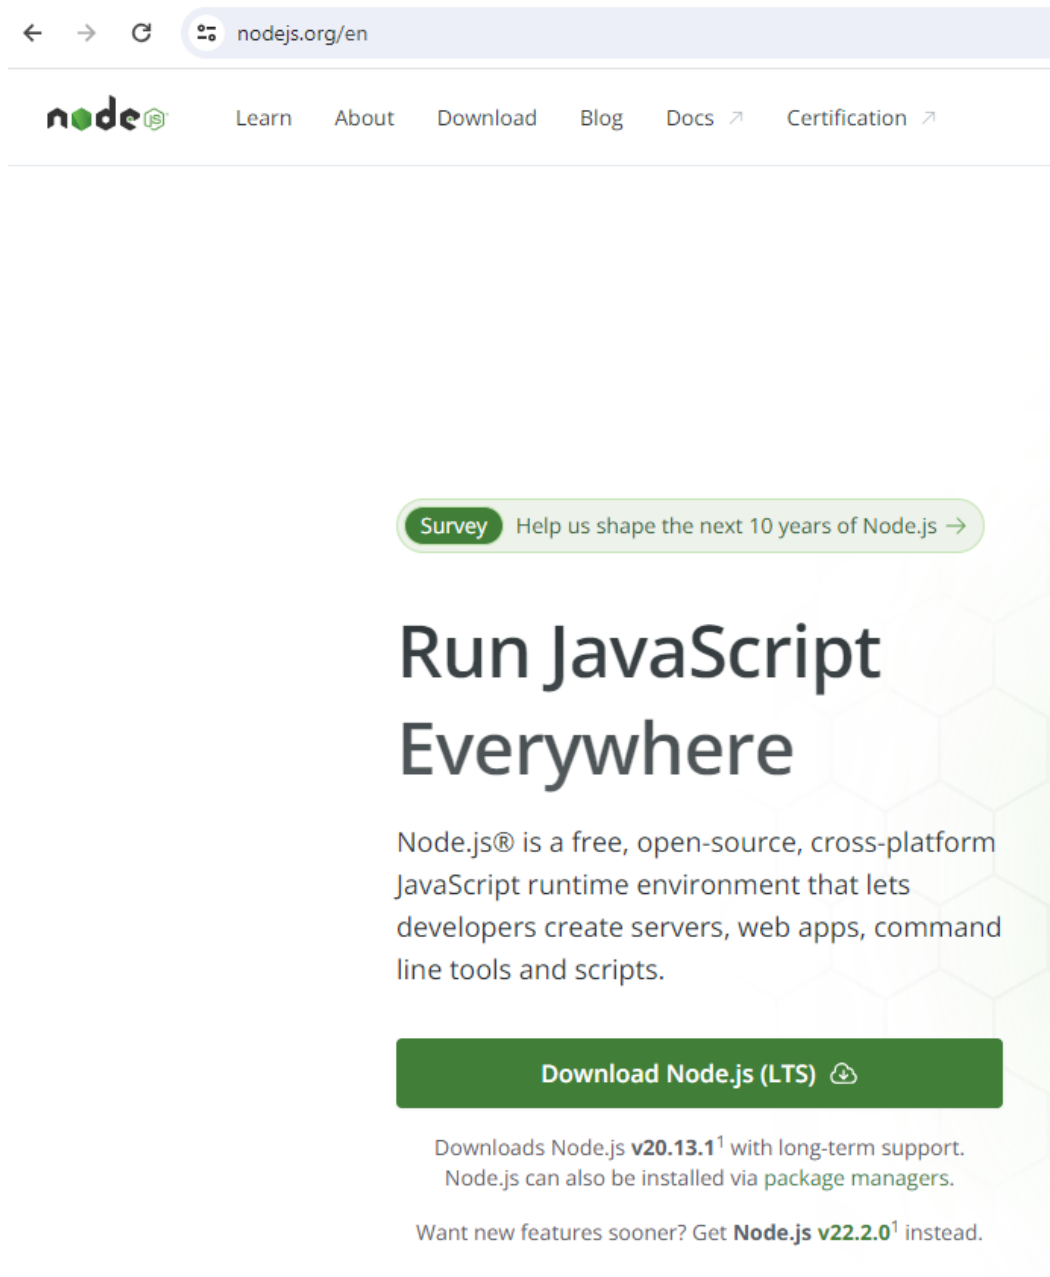 nodejs.org/en
node JS
Learn About Download Blog Docs ↗ Certification ↗
Survey Help us shape the next 10 years of Node.js →
Run JavaScript
Everywhere
Node.js® is a free, open-source, cross-platform
JavaScript runtime environment that lets
developers create servers, web apps, command
line tools and scripts.
Download Node.js (LTS)
Downloads Node.js v20.13.1¹ with long-term support.
Node.js can also be installed via package managers.
Want new features sooner? Get Node.js v22.2.0¹ instead.